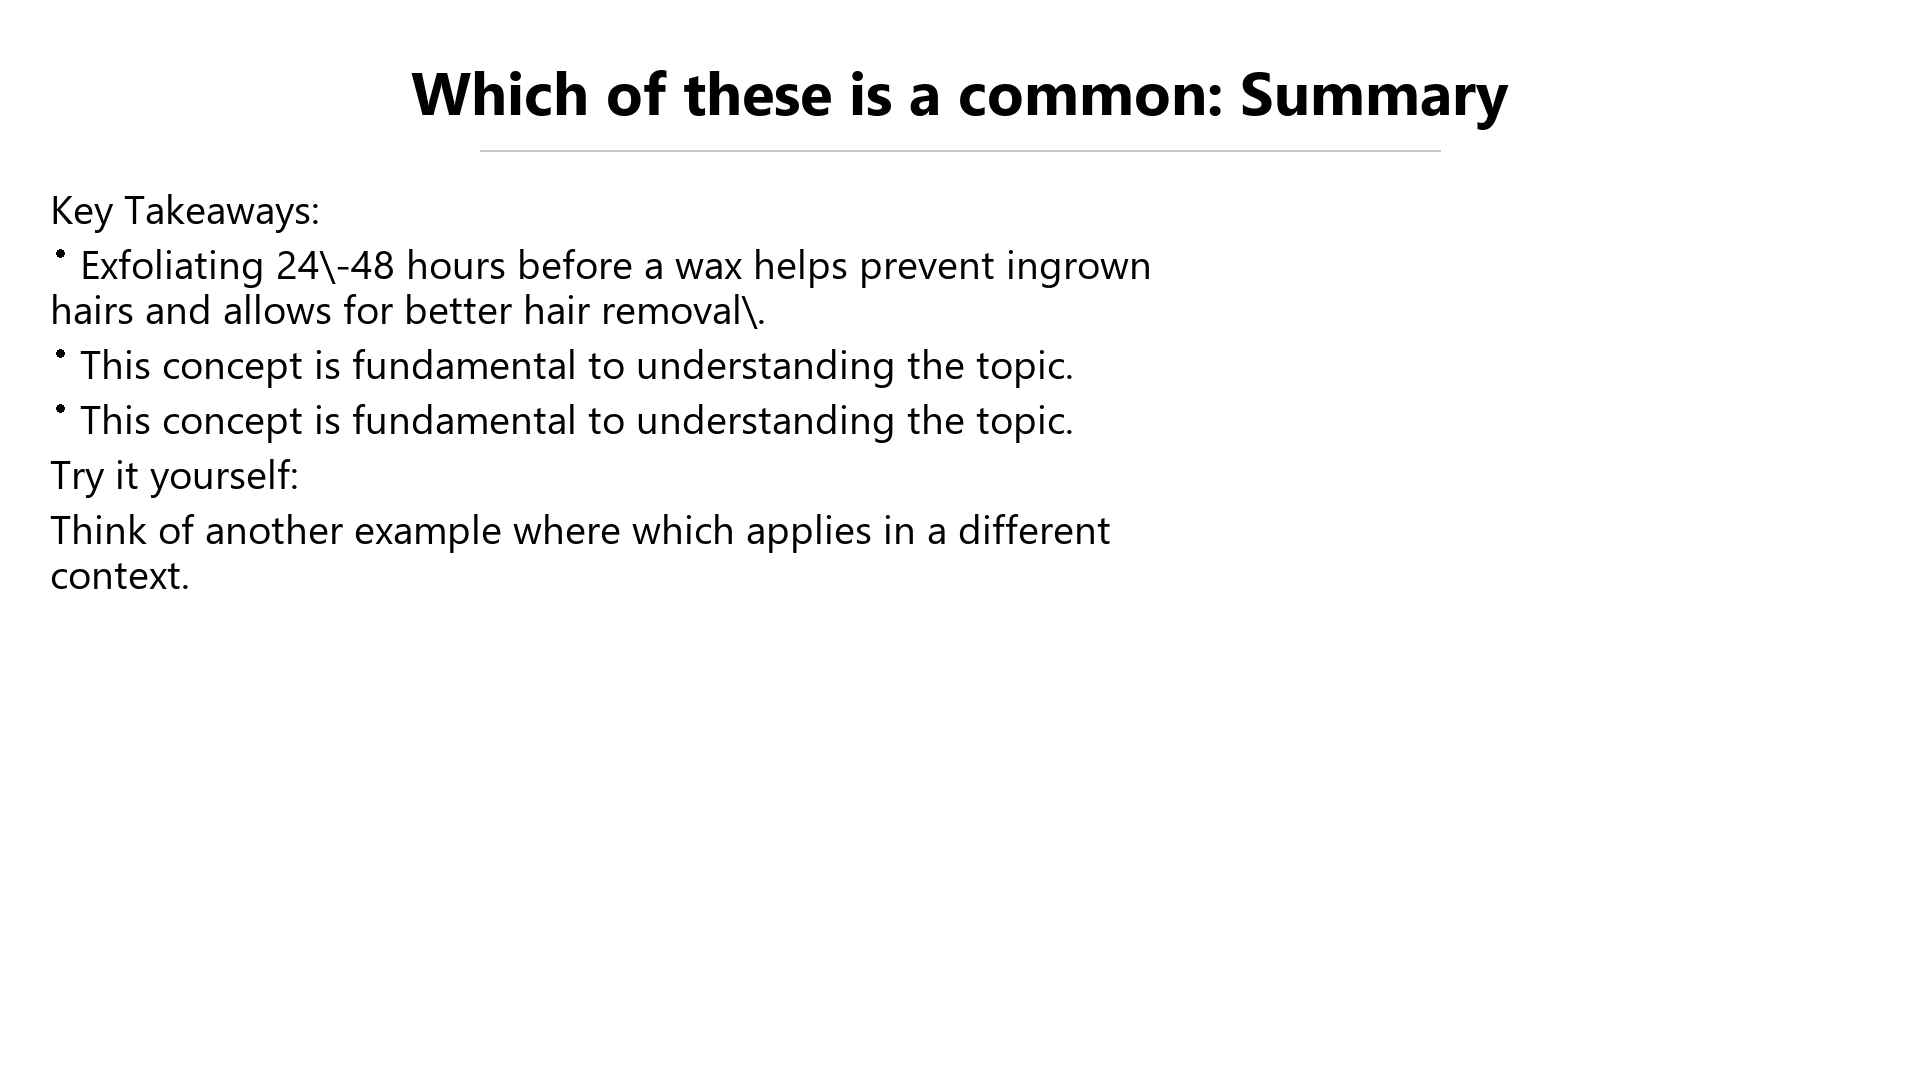 Which of these is a common: Summary
Key Takeaways:
• Exfoliating 24\-48 hours before a wax helps prevent ingrown
hairs and allows for better hair removal\.
• This concept is fundamental to understanding the topic.
• This concept is fundamental to understanding the topic.
Try it yourself:
Think of another example where which applies in a different
context.